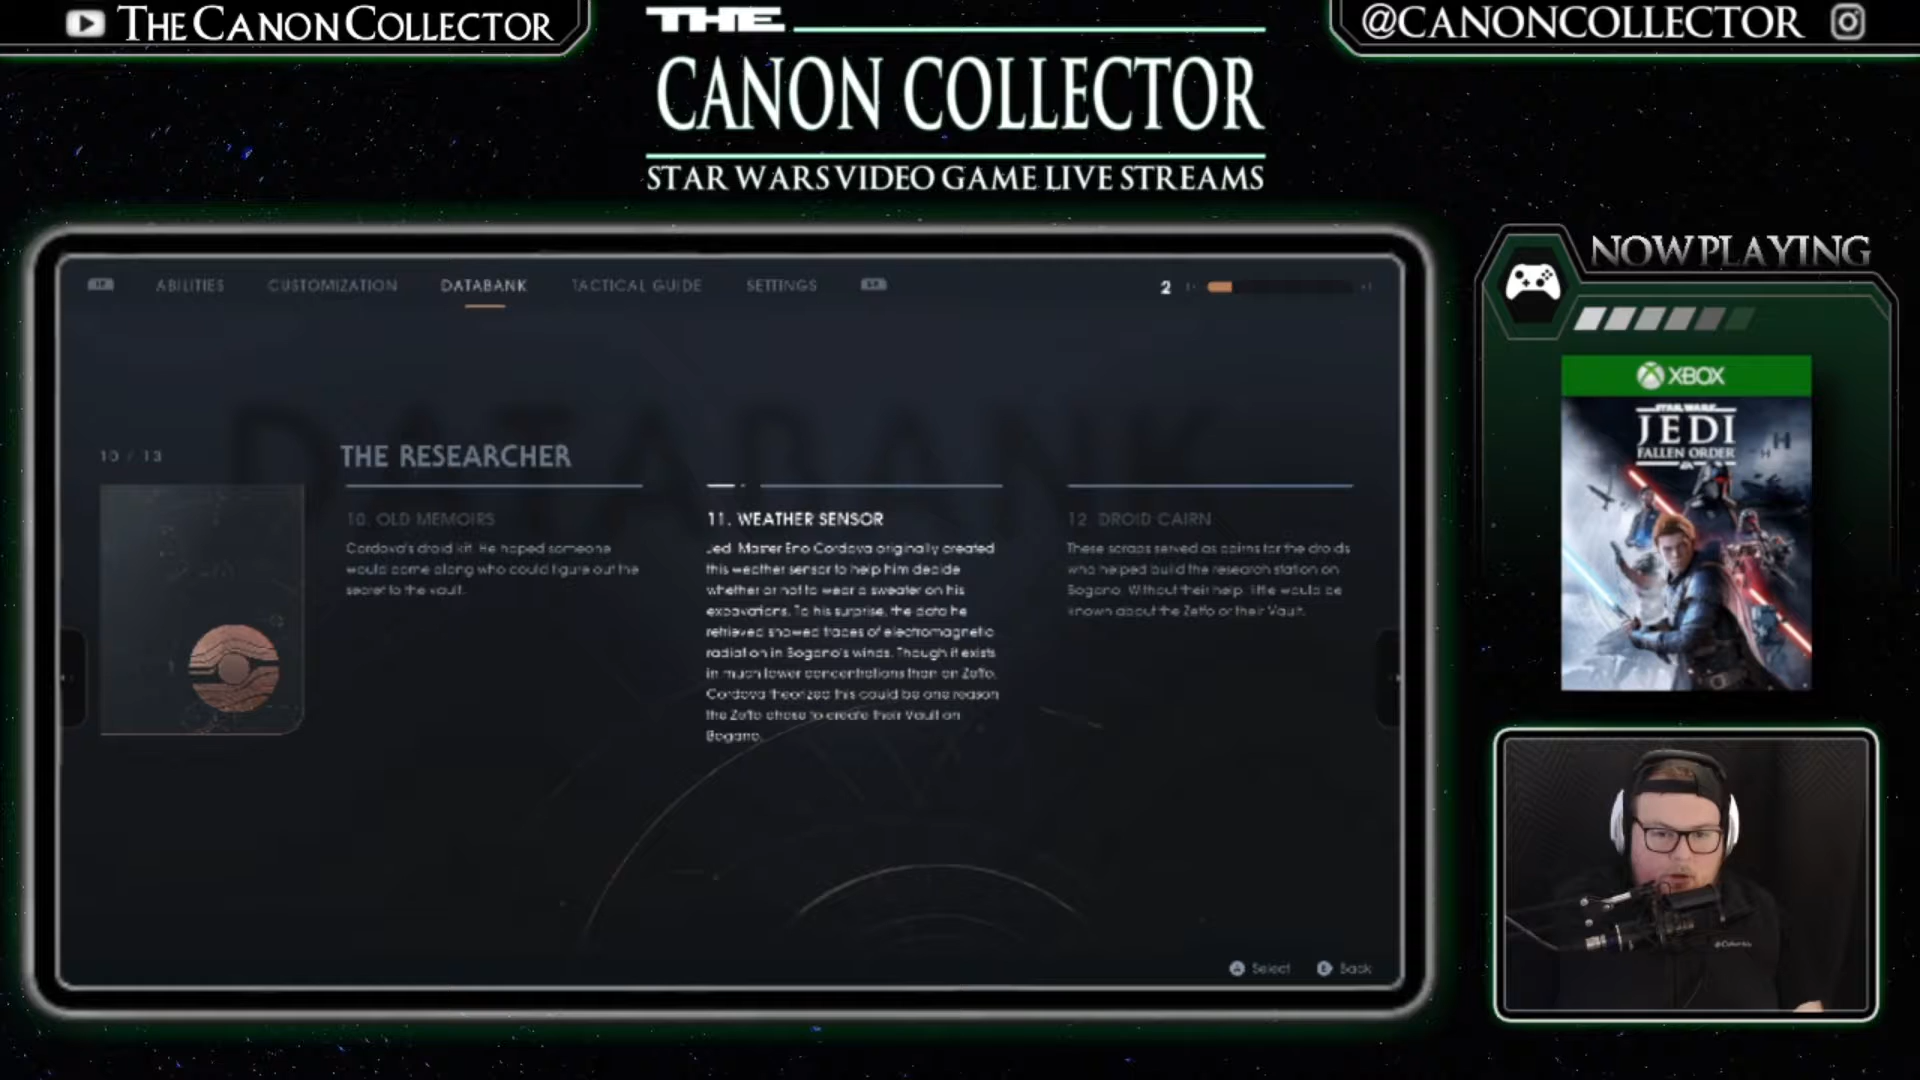 THE CANON COLLECTOR
THE
CANON COLLECTOR
STAR WARS VIDEO GAME LIVE STREAMS
@CANONCOLLECTOR
ABILITIES
CUSTOMIZATION
DATABANK
TACTICAL GUIDE
SETTINGS
2
DATABANK
10 / 13
THE RESEARCHER
10. OLD MEMOIRS
Cordova's droid kit. He hoped someone
would come along who could figure out the
secret to the vault.
11. WEATHER SENSOR
Jedi Master Eno Cordova originally created
this weather sensor to help him decide
whether or not to wear a sweater on his
expavations. To his surprise, the data he
retrieved showed traces of electromagnetic
radiation in Bogano's winds. Though it exists
in much lower concentrations than on Zeffo,
Cordova theorized this could be one reason
the Zeffo chose to create their Vault on
Bogano.
12. DROID CAIRN
These scraps served as cairns for the droids
who helped build the research station on
Bogano. Without their help, little would be
known about the Zeffo or their Vault.
Select
Back
NOW PLAYING
XBOX
STAR WARS
JEDI
FALLEN ORDER
Columbia